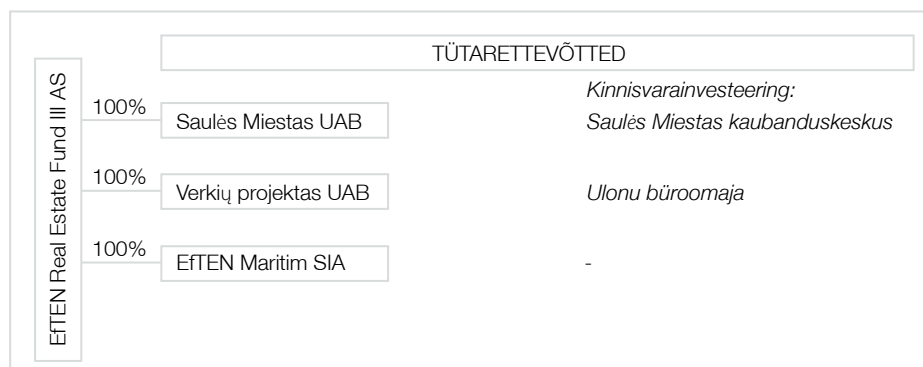 TÜTARETTEVÕTTED
EfTEN Real Estate Fund III AS
Kinnisvarainvesteering:
100%
Saulės Miestas UAB
Saulės Miestas kaubanduskeskus
100%
Verkių projektas UAB
Ulonu büroomaja
100%
EfTEN Maritim SIA
-